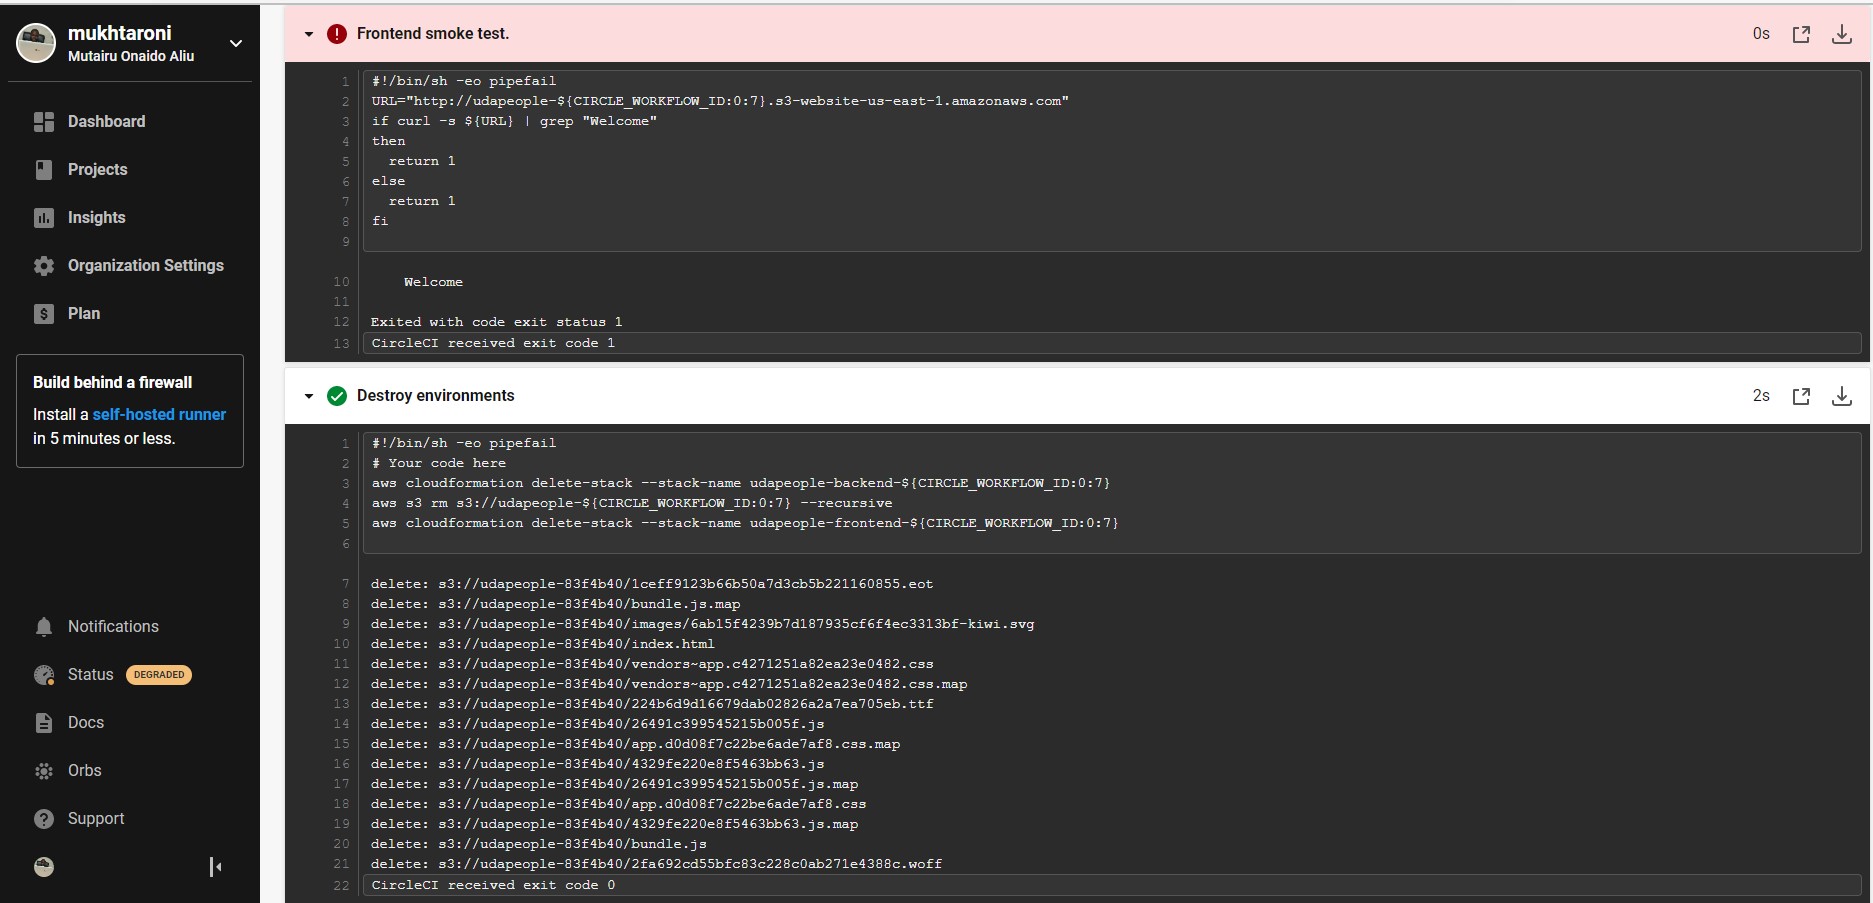 mukhtaroni
Mutairu Onaido Aliu
Dashboard
Projects
Insights
Organization Settings
Plan
Build behind a firewall
Install a self-hosted runner
in 5 minutes or less.
Notifications
Status DEGRADED
Docs
Orbs
Support
Frontend smoke test. 0s
1 #!/bin/sh -eo pipefail
2 URL="http://udapeople-${CIRCLE_WORKFLOW_ID:0:7}.s3-website-us-east-1.amazonaws.com"
3 if curl -s ${URL} | grep "Welcome"
4 then
5 return 1
6 else
7 return 1
8 fi
9
10 Welcome
11
12 Exited with code exit status 1
13 CircleCI received exit code 1
Destroy environments 2s
1 #!/bin/sh -eo pipefail
2 # Your code here
3 aws cloudformation delete-stack --stack-name udapeople-backend-${CIRCLE_WORKFLOW_ID:0:7}
4 aws s3 rm s3://udapeople-${CIRCLE_WORKFLOW_ID:0:7} --recursive
5 aws cloudformation delete-stack --stack-name udapeople-frontend-${CIRCLE_WORKFLOW_ID:0:7}
6
7 delete: s3://udapeople-83f4b40/1ceff9123b66b50a7d3cb5b221160855.eot
8 delete: s3://udapeople-83f4b40/bundle.js.map
9 delete: s3://udapeople-83f4b40/images/6ab15f4239b7d187935cf6f4ec3313bf-kiwi.svg
10 delete: s3://udapeople-83f4b40/index.html
11 delete: s3://udapeople-83f4b40/vendors~app.c4271251a82ea23e0482.css
12 delete: s3://udapeople-83f4b40/vendors~app.c4271251a82ea23e0482.css.map
13 delete: s3://udapeople-83f4b40/224b6d9d16679dab02826a2a7ea705eb.ttf
14 delete: s3://udapeople-83f4b40/26491c399545215b005f.js
15 delete: s3://udapeople-83f4b40/app.d0d08f7c22be6ade7af8.css.map
16 delete: s3://udapeople-83f4b40/4329fe220e8f5463bb63.js
17 delete: s3://udapeople-83f4b40/26491c399545215b005f.js.map
18 delete: s3://udapeople-83f4b40/app.d0d08f7c22be6ade7af8.css
19 delete: s3://udapeople-83f4b40/4329fe220e8f5463bb63.js.map
20 delete: s3://udapeople-83f4b40/bundle.js
21 delete: s3://udapeople-83f4b40/2fa692cd55bfc83c228c0ab271e4388c.woff
22 CircleCI received exit code 0